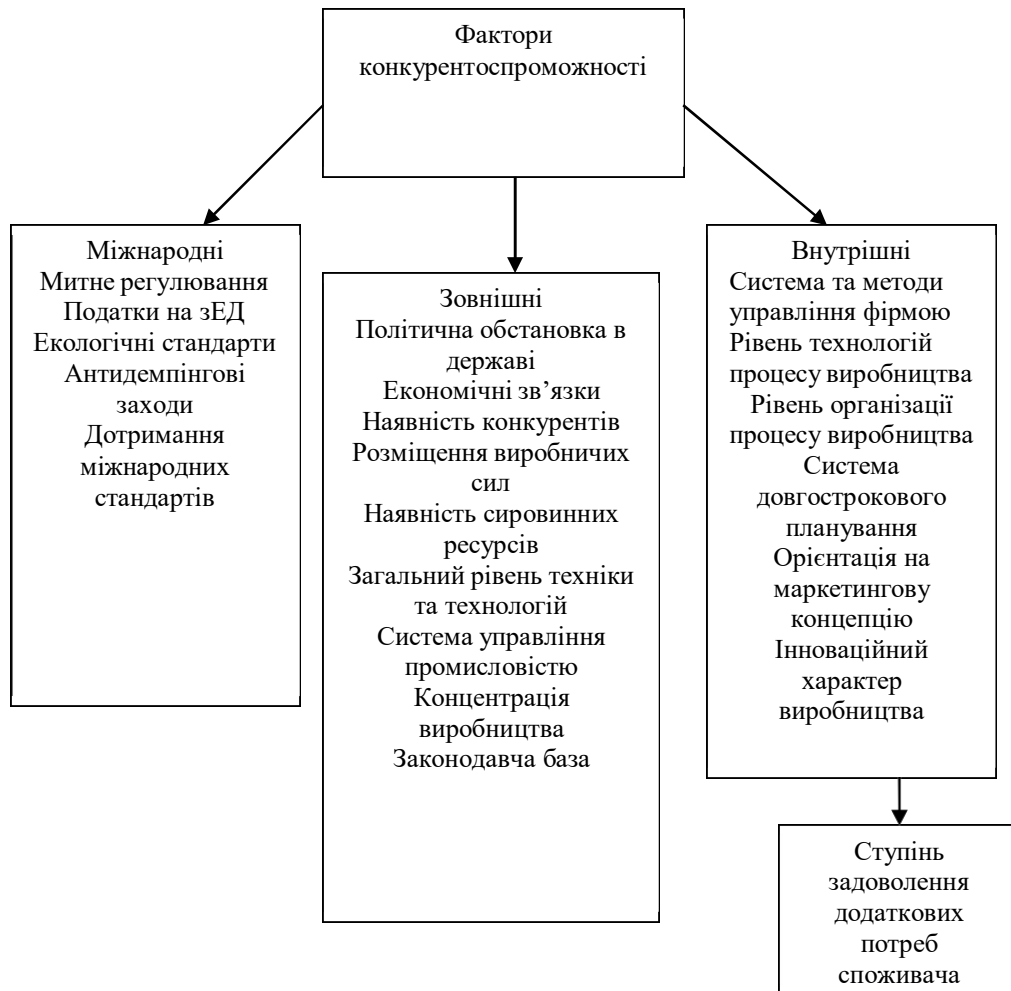 Фактори
конкурентоспроможності
Міжнародні
Митне регулювання
Податки на зЕД
Екологічні стандарти
Антидемпінгові
заходи
Дотримання
міжнародних
стандартів
Зовнішні
Політична обстановка в
державі
Економічні зв’язки
Наявність конкурентів
Розміщення виробничих
сил
Наявність сировинних
ресурсів
Загальний рівень техніки
та технологій
Система управління
промисловістю
Концентрація
виробництва
Законодавча база
Внутрішні
Система та методи
управління фірмою
Рівень технологій
процесу виробництва
Рівень організації
процесу виробництва
Система
довгострокового
планування
Орієнтація на
маркетингову
концепцію
Інноваційний
характер
виробництва
Ступінь
задоволення
додаткових
потреб
споживача